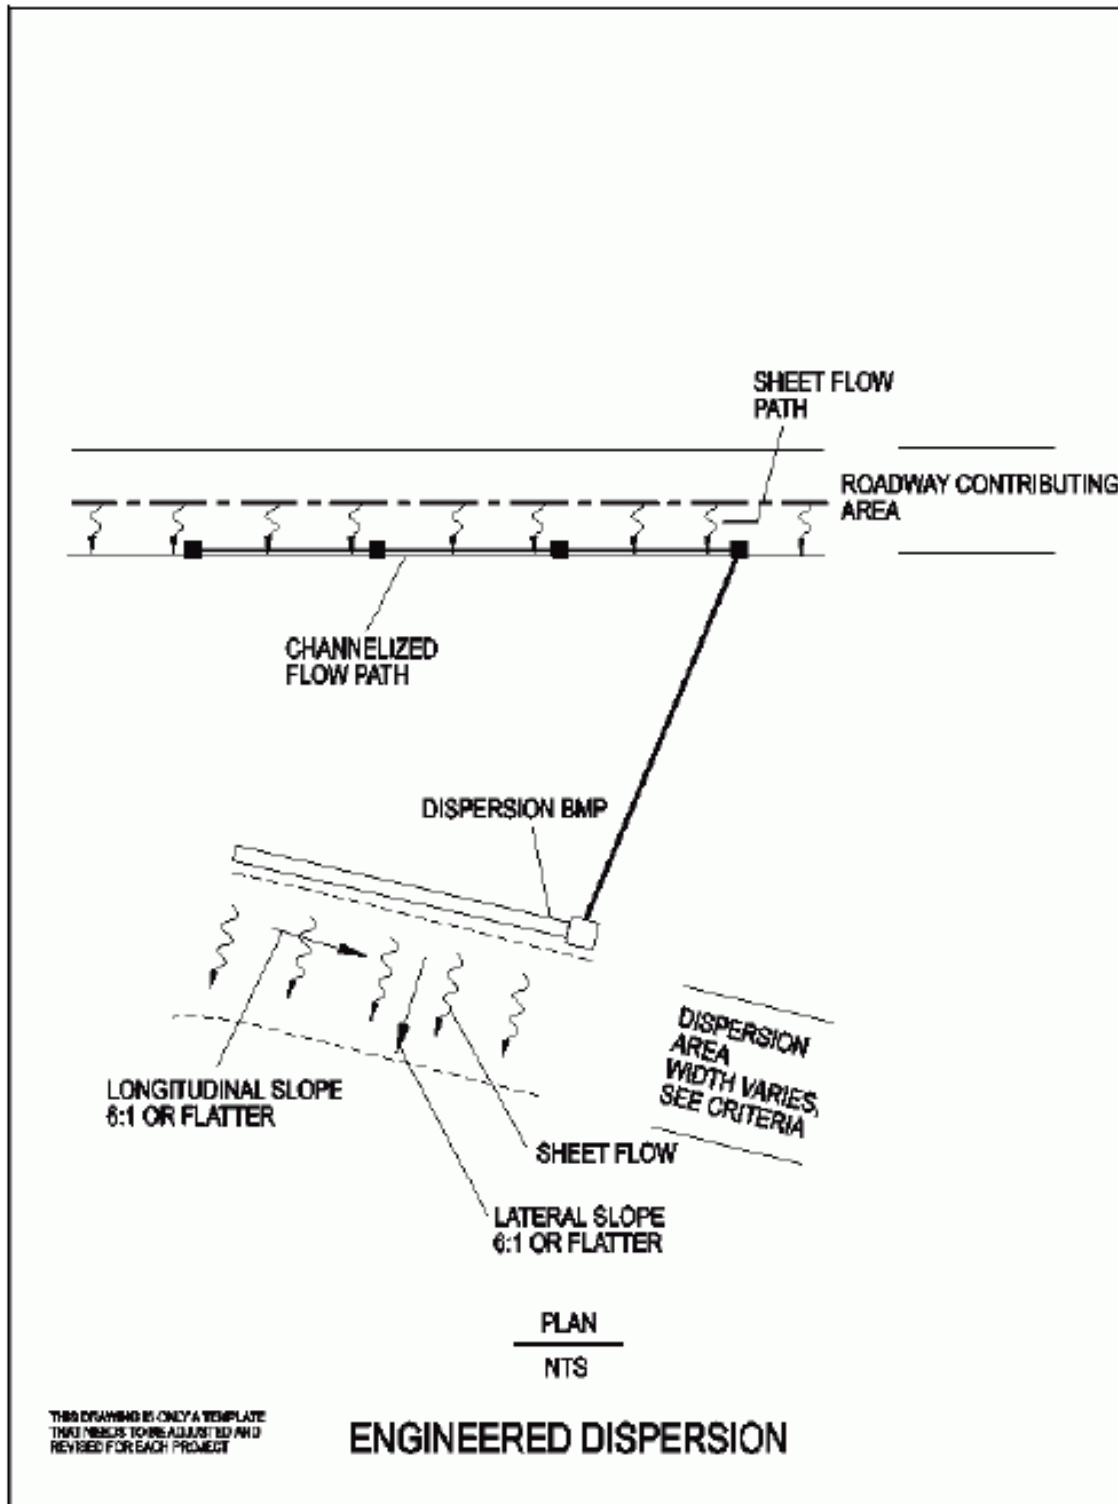 SHEET FLOW
PATH
ROADWAY CONTRIBUTING
AREA
CHANNELIZED
FLOW PATH
DISPERSION BMP
DISPERSION
AREA
WIDTH VARIES,
SEE CRITERIA
LONGITUDINAL SLOPE
6:1 OR FLATTER
SHEET FLOW
LATERAL SLOPE
6:1 OR FLATTER
PLAN
NTS
THIS DRAWING IS ONLY A TEMPLATE
THAT NEEDS TO BE ADJUSTED AND
REVISED FOR EACH PROJECT
ENGINEERED DISPERSION